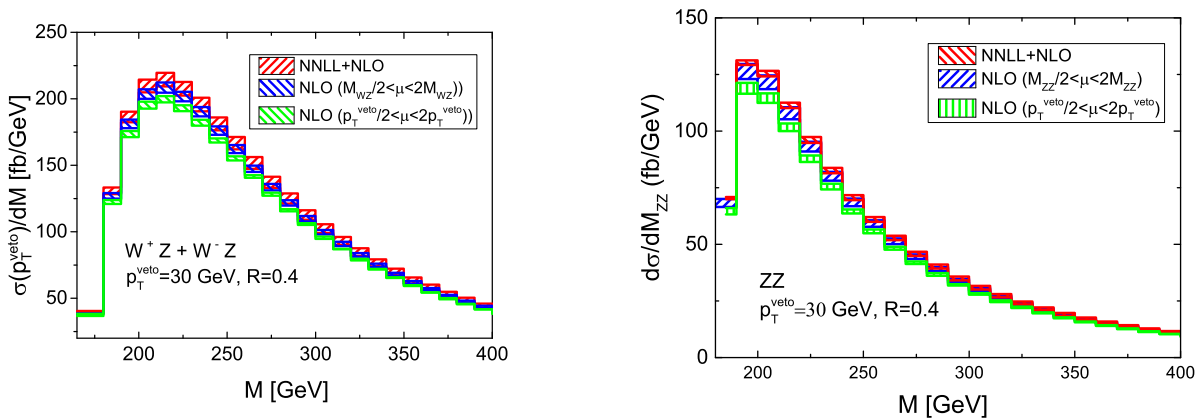 250
200
150
100
50
σ(p_T^veto)/dM [fb/GeV]
NNLL+NLO
NLO (M_WZ/2<μ<2M_WZ))
NLO (p_T^veto/2<μ<2p_T^veto))
W⁺Z + W⁻Z
p_T^veto=30 GeV, R=0.4
200 250 300 350 400
M [GeV]
150
100
50
0
dσ/dM_ZZ (fb/GeV)
NNLL+NLO
NLO (M_ZZ/2<μ<2M_ZZ)
NLO (p_T^veto/2<μ<2p_T^veto)
ZZ
p_T^veto=30 GeV, R=0.4
200 250 300 350 400
M [GeV]